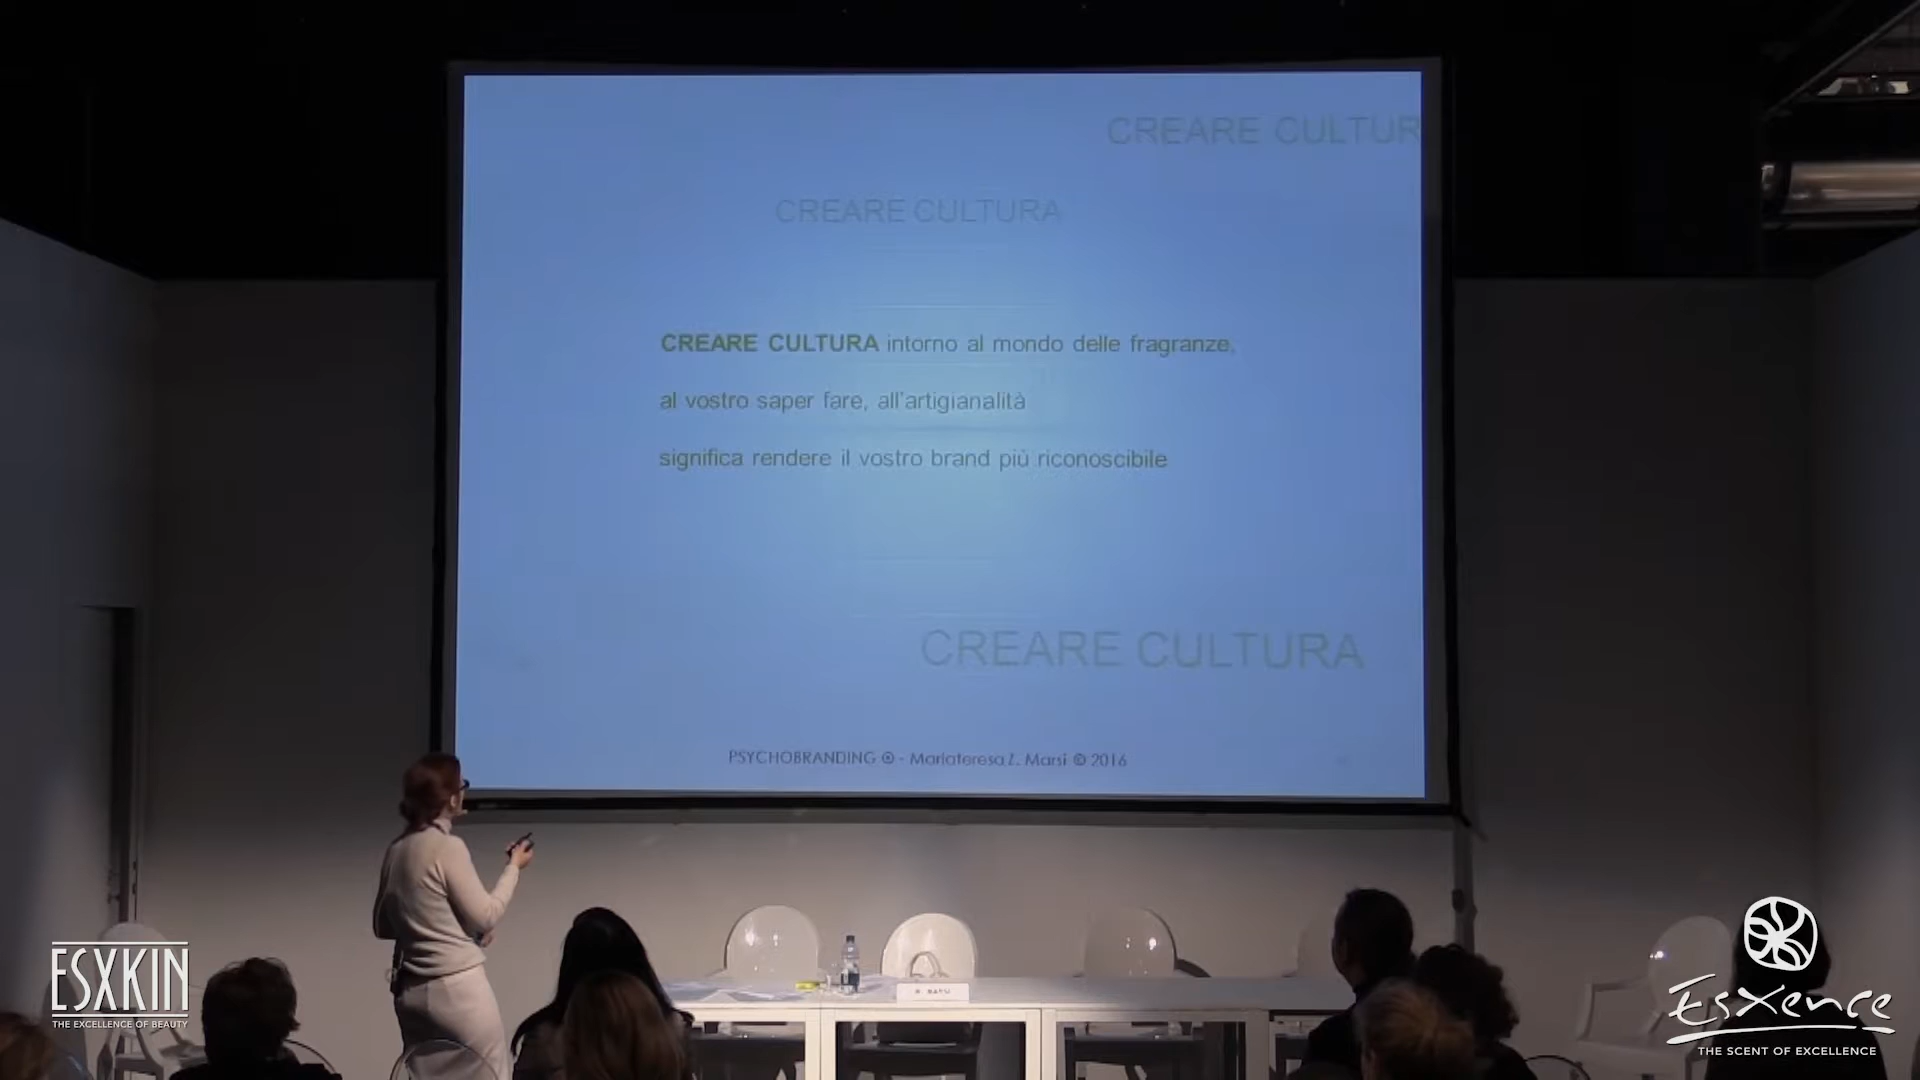 CREARE CULTUR
CREARE CULTURA
CREARE CULTURA intorno al mondo delle fragranze,
al vostro saper fare, all'artigianalità
significa rendere il vostro brand più riconoscibile
CREARE CULTURA
PSYCHOBRANDING ® - Mariateresa Z. Marsi © 2016
ESXKIN
THE EXCELLENCE OF BEAUTY
Esxence
THE SCENT OF EXCELLENCE